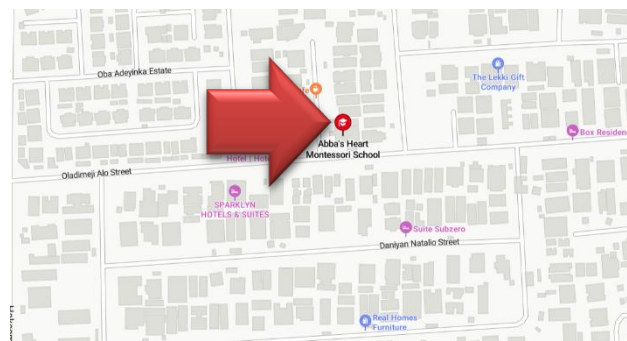 Oba Adeyinka Estate
The Lekki Gift
Company
Abba's Heart
Montessori School
Box Residen
Hotel
Oladimeji Alo Street
SPARKLYN
HOTELS & SUITES
Suite Subzero
Daniyan Natalio Street
Real Homes
Furniture